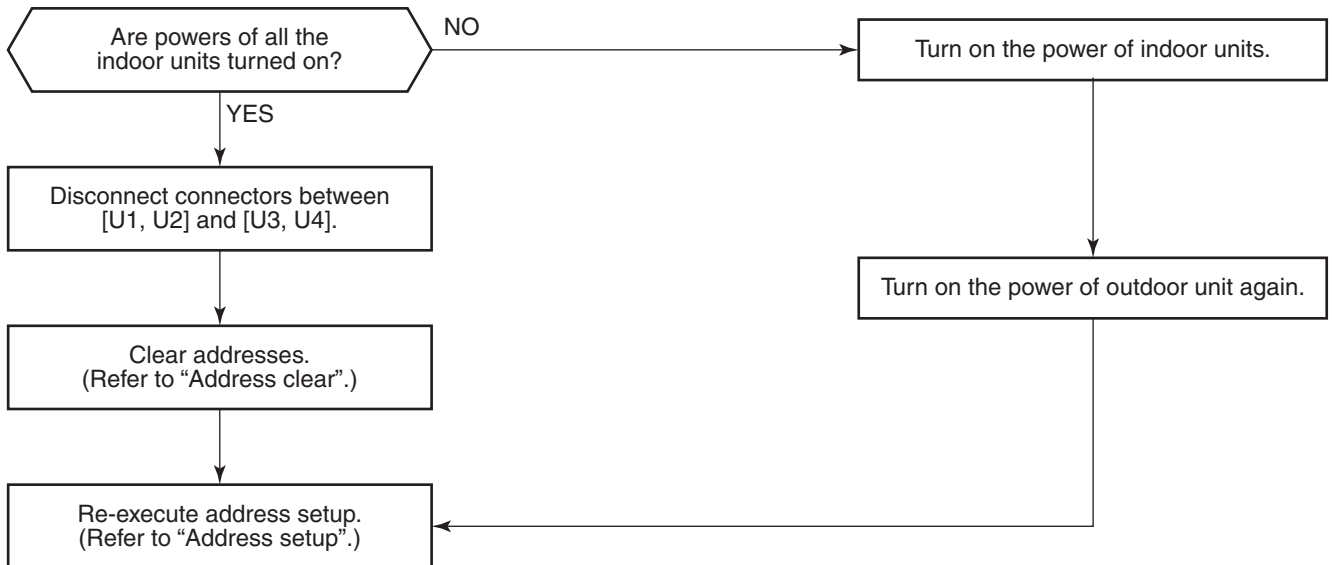 Are powers of all the
indoor units turned on?
NO
Turn on the power of indoor units.
YES
Disconnect connectors between
[U1, U2] and [U3, U4].
Turn on the power of outdoor unit again.
Clear addresses.
(Refer to “Address clear”.)
Re-execute address setup.
(Refer to “Address setup”.)